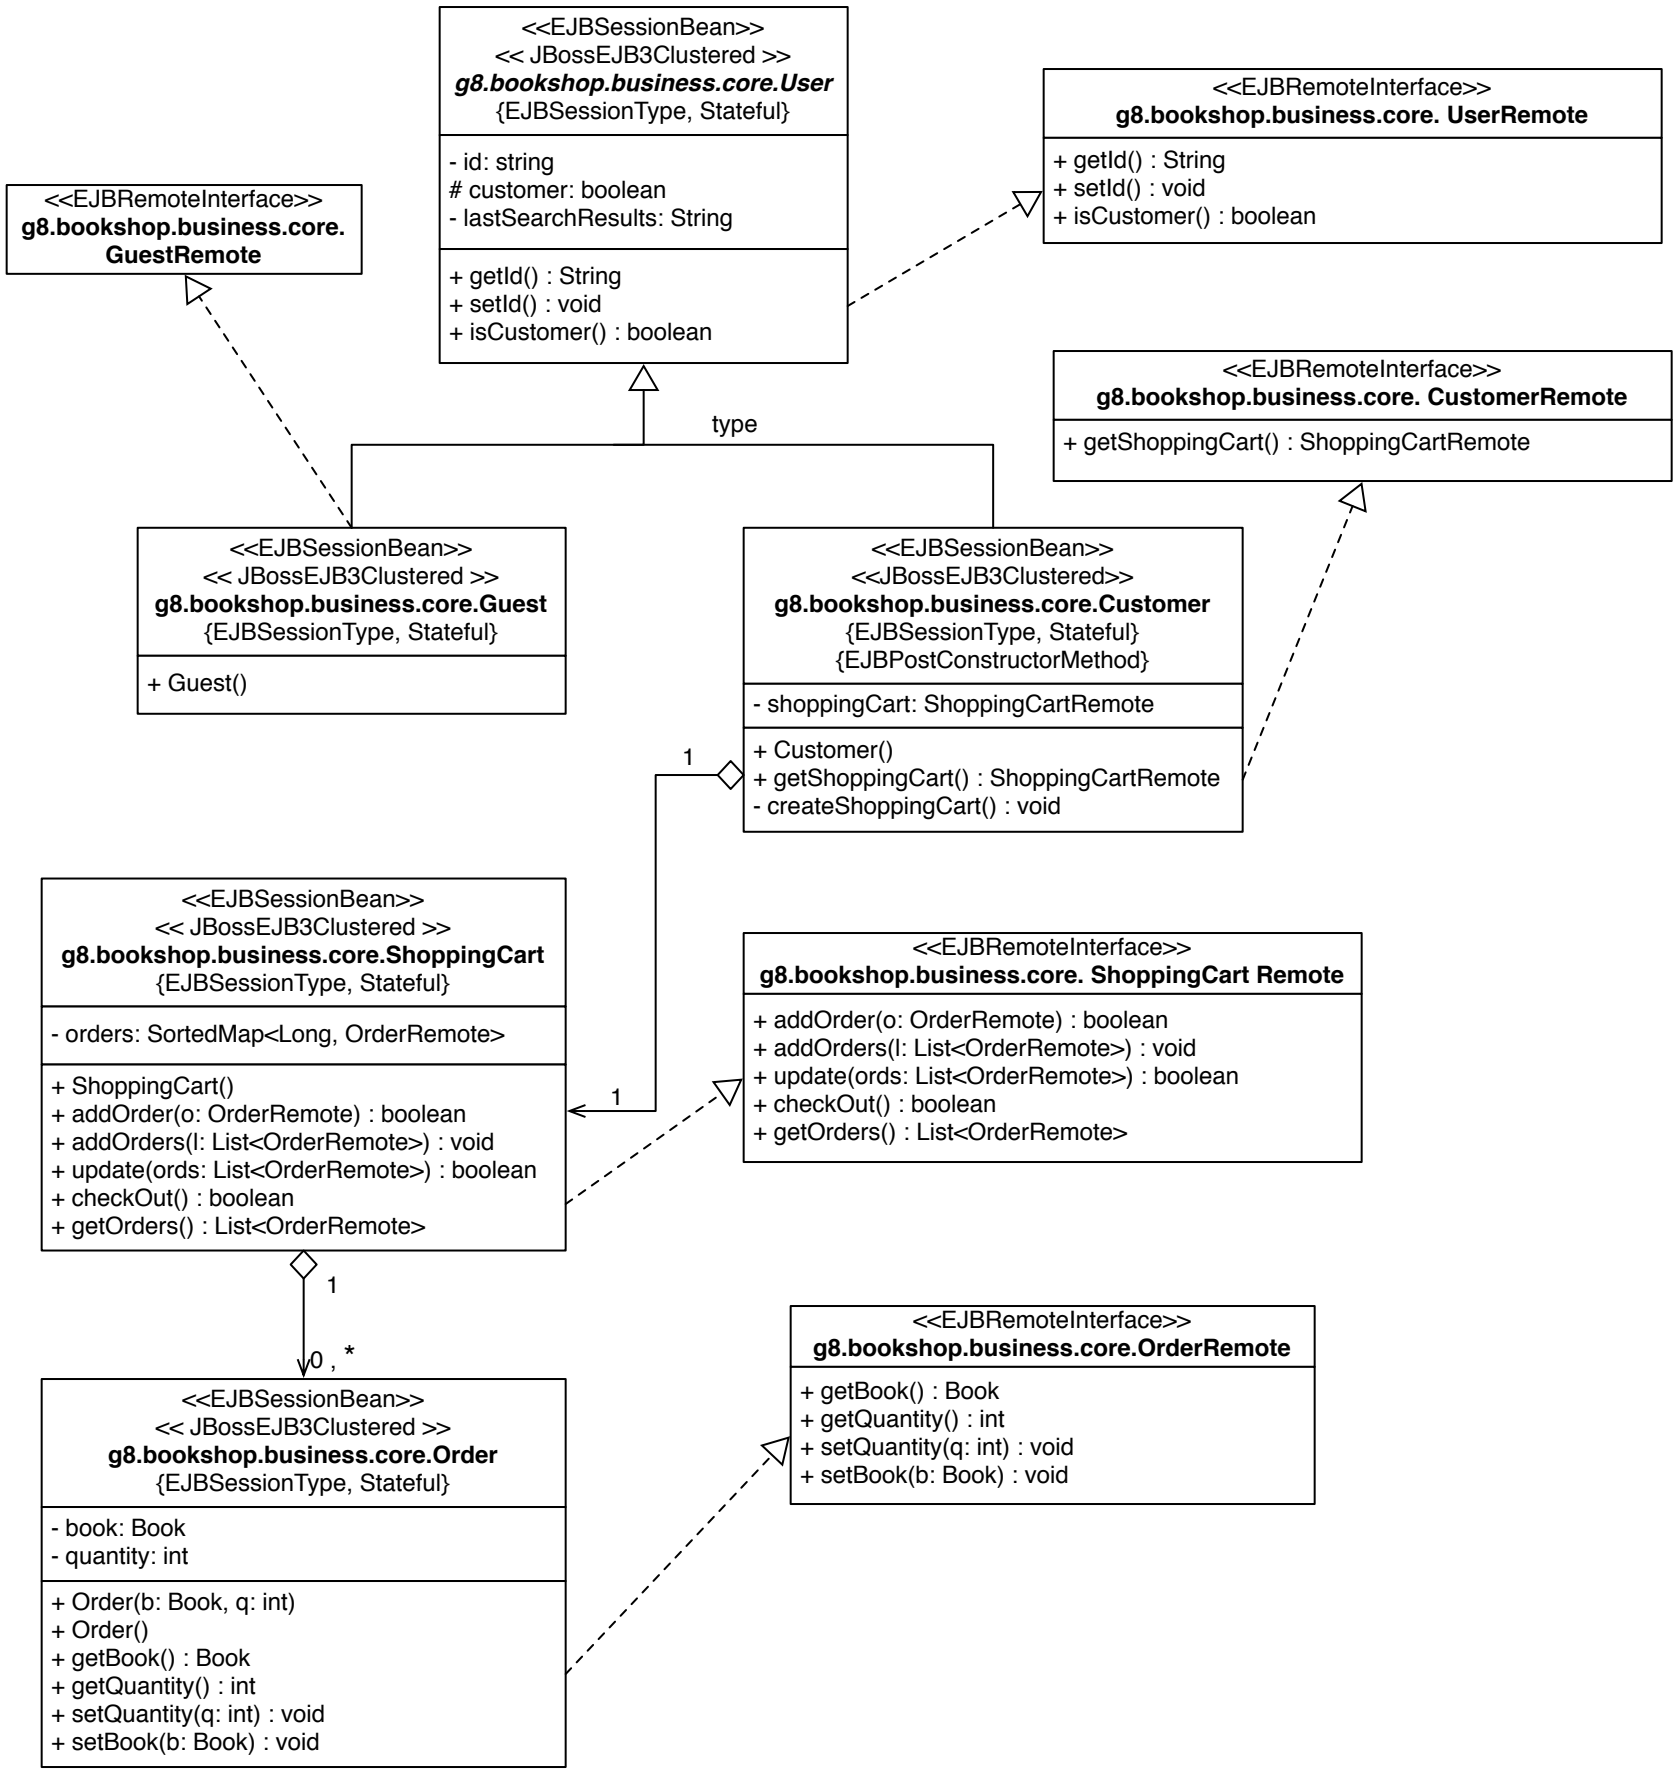 <<EJBSessionBean>>
<< JBossEJB3Clustered >>
g8.bookshop.business.core.User
{EJBSessionType, Stateful}
- id: string
# customer: boolean
- lastSearchResults: String
+ getId() : String
+ setId() : void
+ isCustomer() : boolean
<<EJBRemoteInterface>>
g8.bookshop.business.core. UserRemote
+ getId() : String
+ setId() : void
+ isCustomer() : boolean
<<EJBRemoteInterface>>
g8.bookshop.business.core.
GuestRemote
<<EJBRemoteInterface>>
g8.bookshop.business.core. CustomerRemote
+ getShoppingCart() : ShoppingCartRemote
type
<<EJBSessionBean>>
<< JBossEJB3Clustered >>
g8.bookshop.business.core.Guest
{EJBSessionType, Stateful}
+ Guest()
<<EJBSessionBean>>
<<JBossEJB3Clustered>>
g8.bookshop.business.core.Customer
{EJBSessionType, Stateful}
{EJBPostConstructorMethod}
- shoppingCart: ShoppingCartRemote
+ Customer()
+ getShoppingCart() : ShoppingCartRemote
- createShoppingCart() : void
1
1
<<EJBSessionBean>>
<< JBossEJB3Clustered >>
g8.bookshop.business.core.ShoppingCart
{EJBSessionType, Stateful}
- orders: SortedMap<Long, OrderRemote>
+ ShoppingCart()
+ addOrder(o: OrderRemote) : boolean
+ addOrders(l: List<OrderRemote>) : void
+ update(ords: List<OrderRemote>) : boolean
+ checkOut() : boolean
+ getOrders() : List<OrderRemote>
<<EJBRemoteInterface>>
g8.bookshop.business.core. ShoppingCart Remote
+ addOrder(o: OrderRemote) : boolean
+ addOrders(l: List<OrderRemote>) : void
+ update(ords: List<OrderRemote>) : boolean
+ checkOut() : boolean
+ getOrders() : List<OrderRemote>
1
0 , *
<<EJBRemoteInterface>>
g8.bookshop.business.core.OrderRemote
+ getBook() : Book
+ getQuantity() : int
+ setQuantity(q: int) : void
+ setBook(b: Book) : void
<<EJBSessionBean>>
<< JBossEJB3Clustered >>
g8.bookshop.business.core.Order
{EJBSessionType, Stateful}
- book: Book
- quantity: int
+ Order(b: Book, q: int)
+ Order()
+ getBook() : Book
+ getQuantity() : int
+ setQuantity(q: int) : void
+ setBook(b: Book) : void